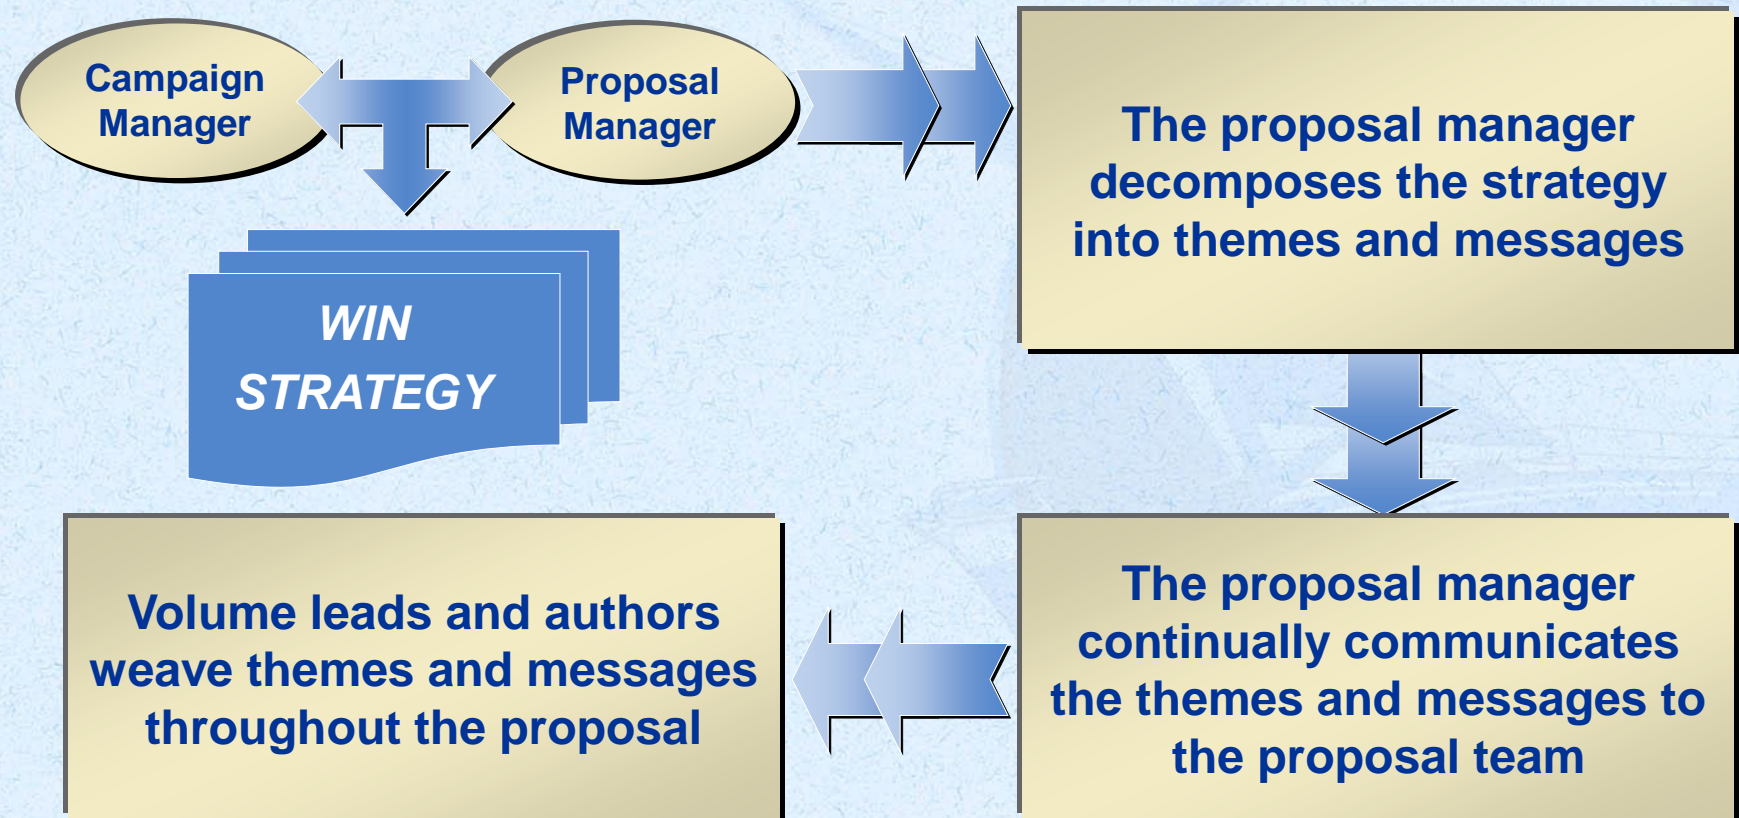 Campaign
Manager
Proposal
Manager
WIN
STRATEGY
The proposal manager
decomposes the strategy
into themes and messages
The proposal manager
continually communicates
the themes and messages to
the proposal team
Volume leads and authors
weave themes and messages
throughout the proposal